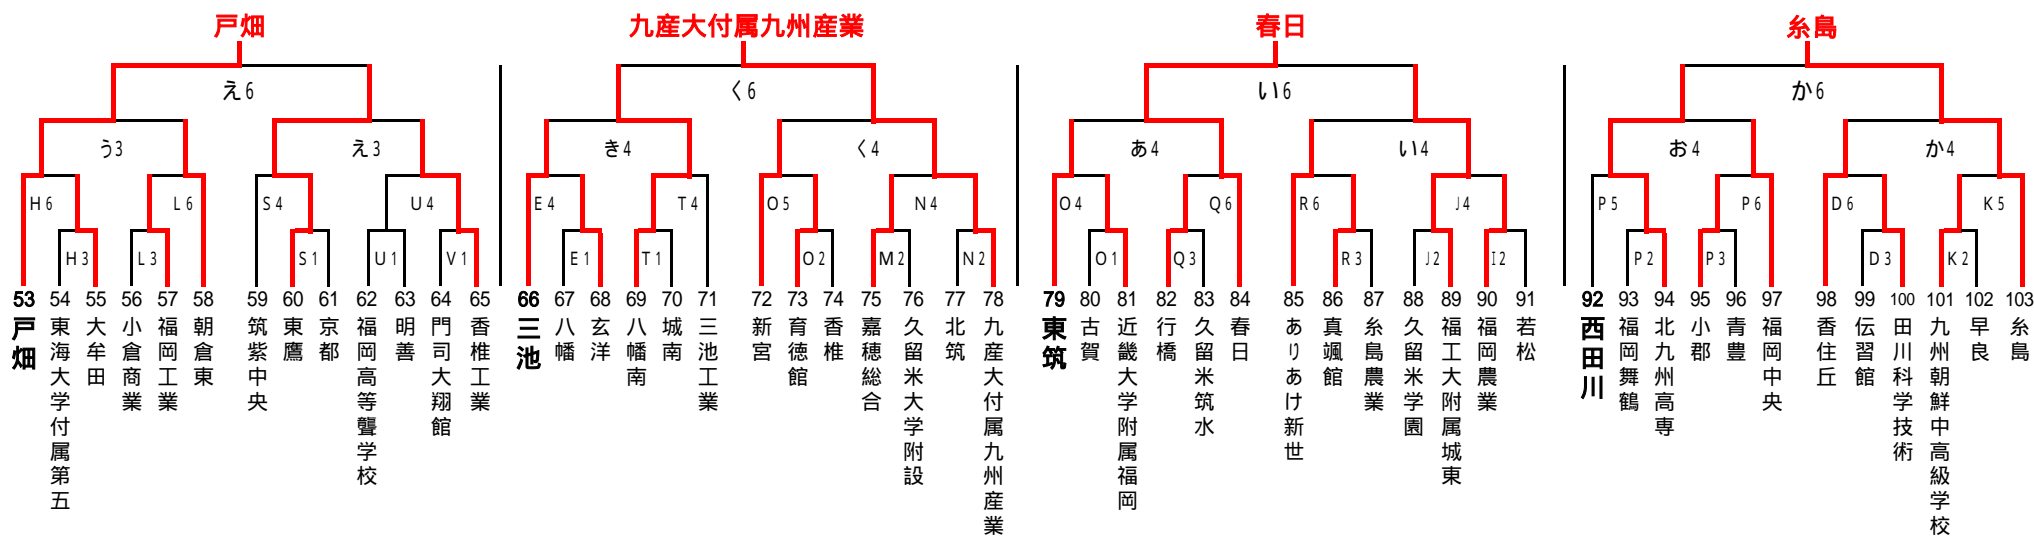 戸畑 九産大付属九州産業 春日 糸島
え6 く6 い6 か6
う3 え3 き4 く4 あ4 い4 お4 か4
H6 L6 S4 U4 E4 T4 O5 N4 O4 Q6 R6 J4 P5 P6 D6 K5
H3 L3 S1 U1 V1 E1 T1 O2 M2 N2 O1 Q3 R3 J2 I2 P2 P3 D3 K2
53 戸畑
54 東海大学付属第五
55 大牟田
56 小倉商業
57 福岡工業
58 朝倉東
59 筑紫中央
60 東鷹
61 京都
62 福岡高等聾学校
63 明善
64 門司大翔館
65 香椎工業
66 三池
67 八幡
68 玄洋
69 八幡南
70 城南
71 三池工業
72 新宮
73 育徳館
74 香椎
75 嘉穂総合
76 久留米大学附設
77 北筑
78 九産大付属九州産業
79 東筑
80 古賀
81 近畿大学附属福岡
82 行橋
83 久留米筑水
84 春日
85 ありあけ新世
86 真颯館
87 糸島農業
88 久留米学園
89 福工大附属城東
90 福岡農業
91 若松
92 西田川
93 福岡舞鶴
94 北九州高専
95 小郡
96 青豊
97 福岡中央
98 香住丘
99 伝習館
100 田川科学技術
101 九州朝鮮中高級学校
102 早良
103 糸島